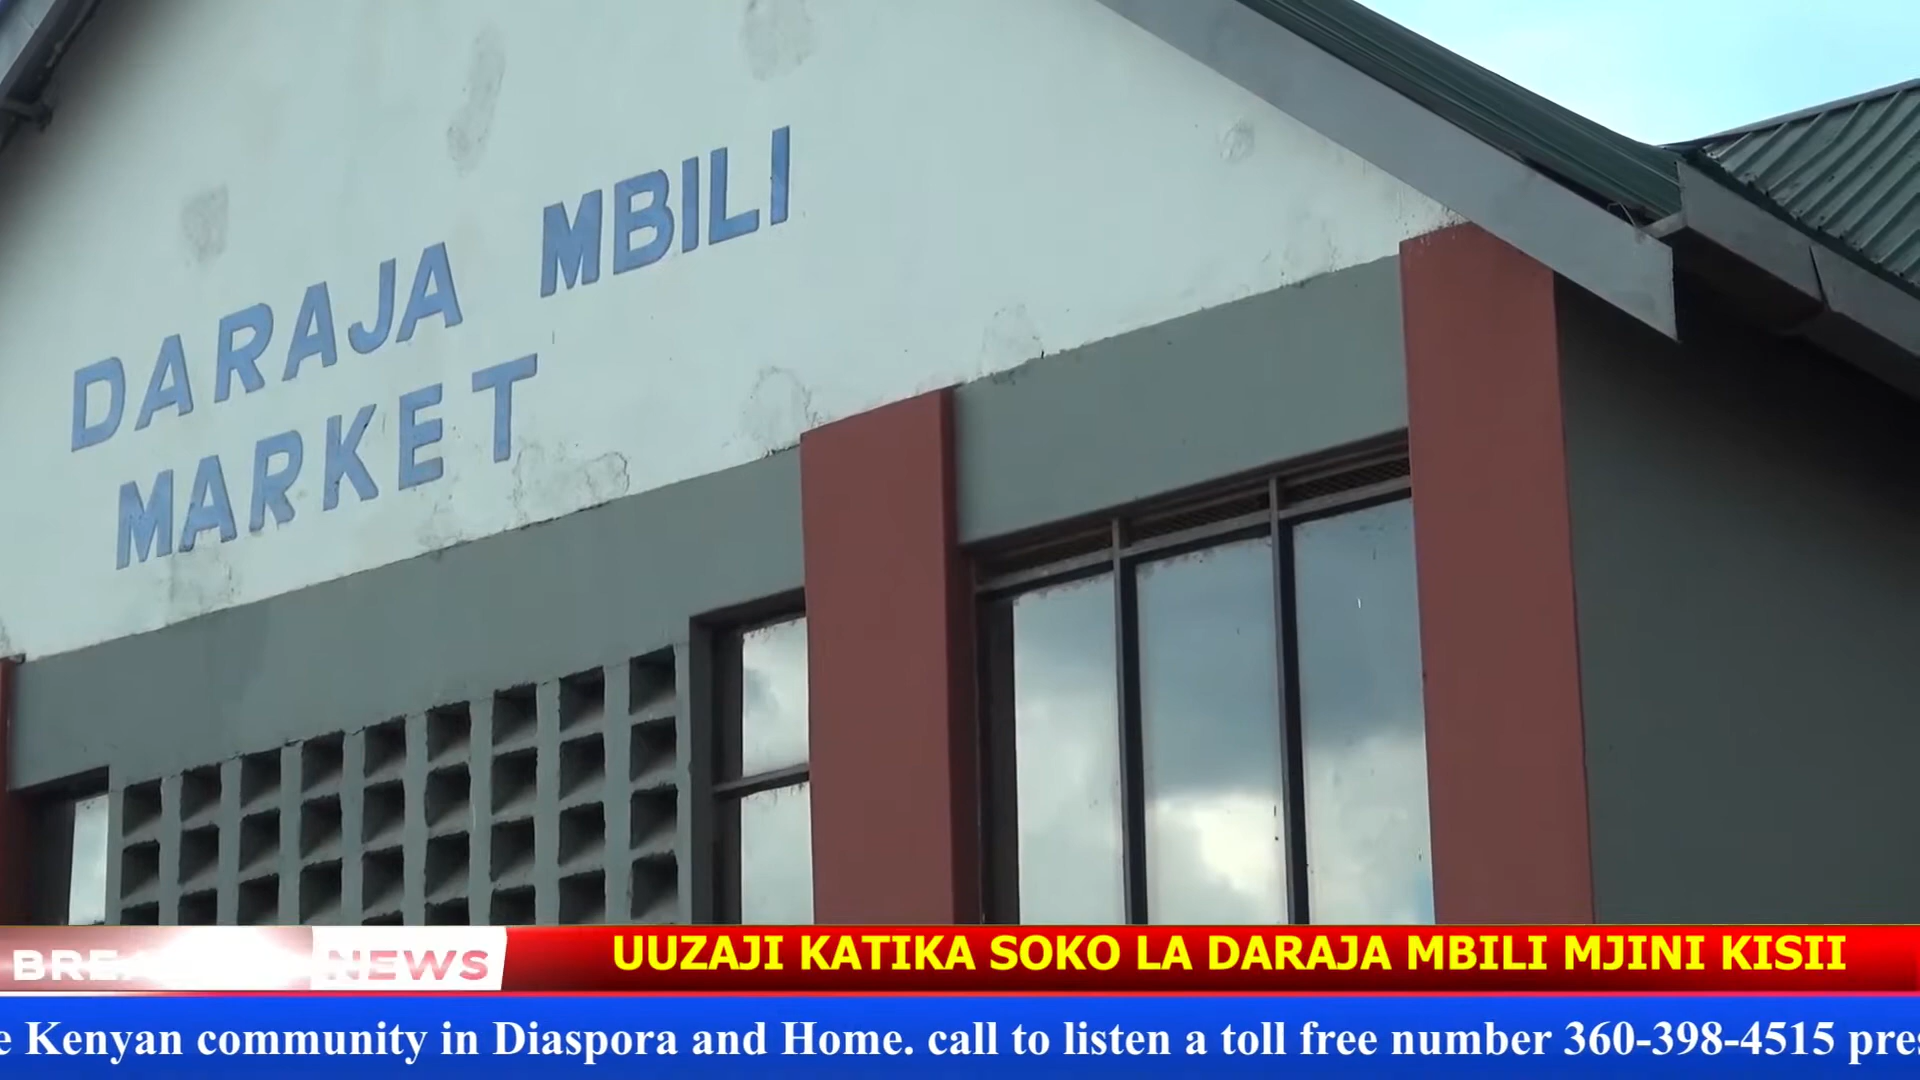 DARAJA MBILI
MARKET
NEWS
UUZAJI KATIKA SOKO LA DARAJA MBILI MJINI KISII
Kenyan community in Diaspora and Home. call to listen a toll free number 360-398-4515